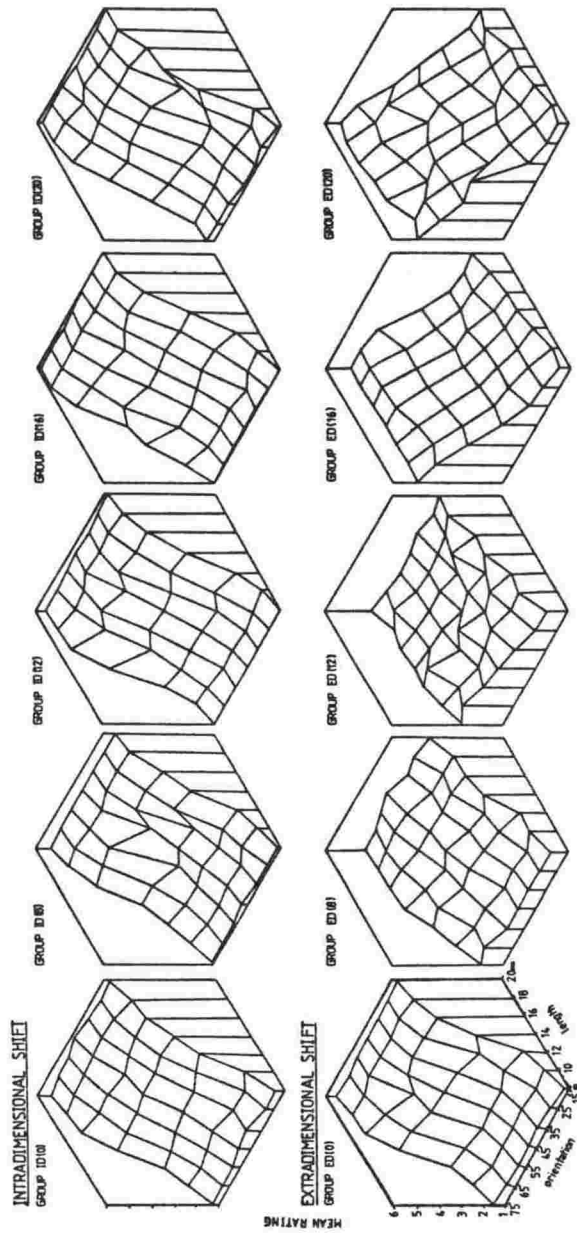 INTRADIMENSIONAL SHIFT
GROUP ID(0)
GROUP ID(8)
GROUP ID(12)
GROUP ID(16)
GROUP ID(20)
EXTRADIMENSIONAL SHIFT
GROUP ED(0)
GROUP ED(8)
GROUP ED(12)
GROUP ED(16)
GROUP ED(20)
MEAN RATING
6
5
4
3
2
1
75 65 55 45 35 25
orientation
10 12 14 16 18 20mm
length